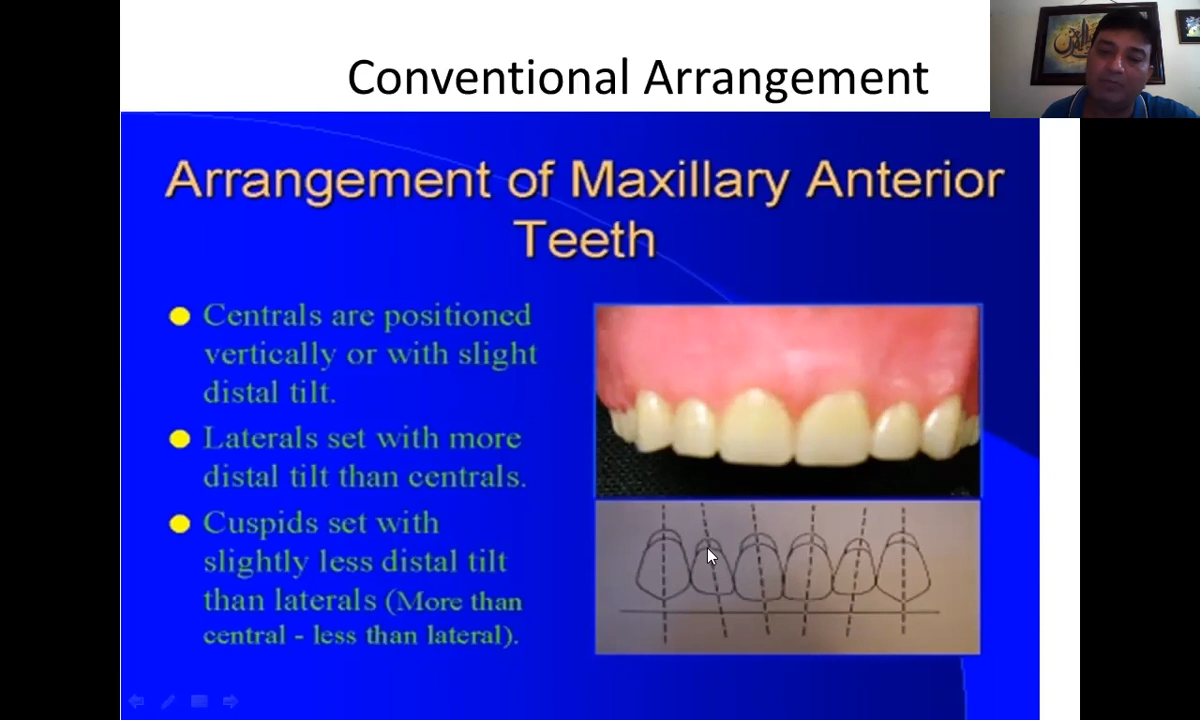 Conventional Arrangement
Arrangement of Maxillary Anterior
Teeth
Centrals are positioned
vertically or with slight
distal tilt.
Laterals set with more
distal tilt than centrals.
Cuspids set with
slightly less distal tilt
than laterals (More than
central - less than lateral).